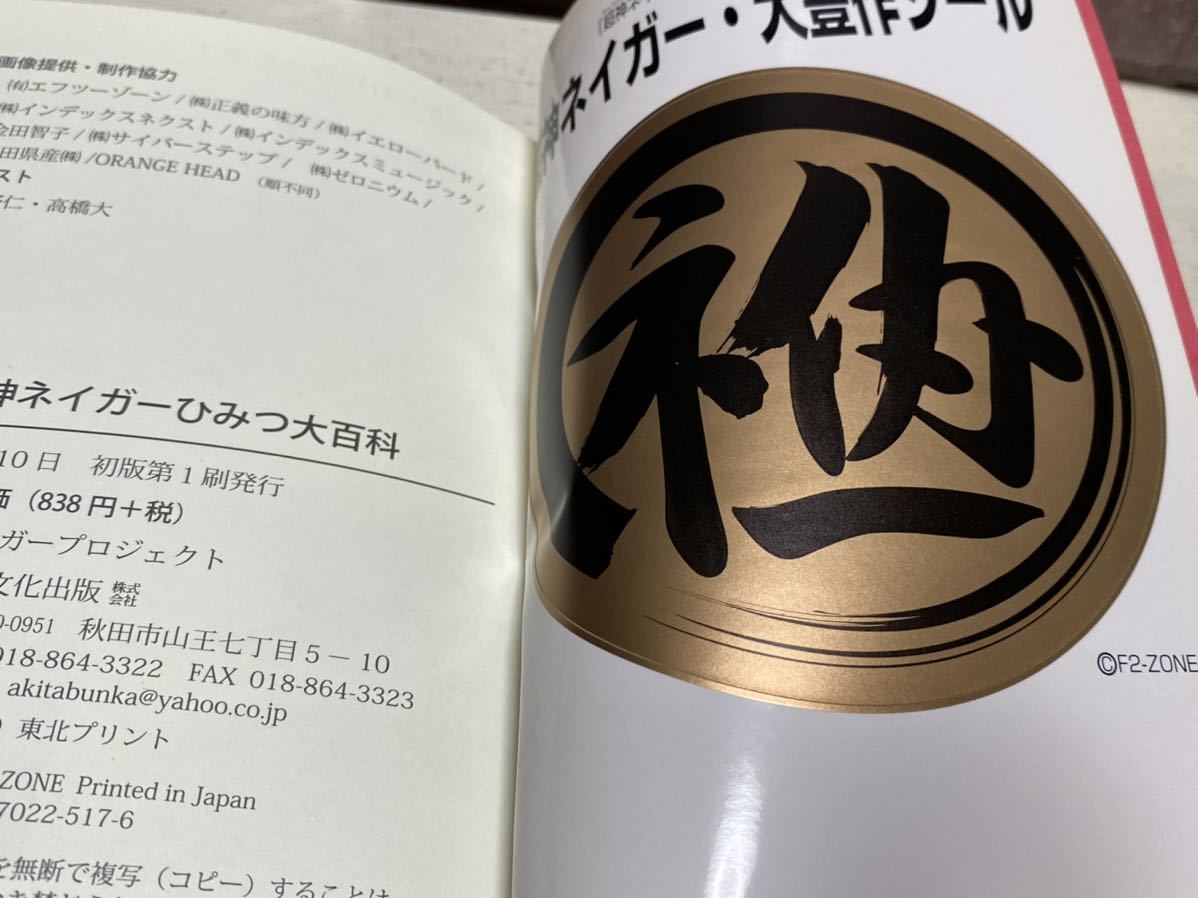 画像提供・制作協力
㈲エフツーゾーン/㈱正義の味方/㈱イエローバード/
㈱インデックスネクスト/㈱インデックスミュージック/
金田智子/㈱サイバーステップ/ ㈱ゼロニウム/
田県産㈱/ORANGE HEAD (順不同)
スト
仁・高橋大
神ネイガーひみつ大百科
10日 初版第1刷発行
価(838円+税)
ガープロジェクト
文化出版 株式会社
0-0951 秋田市山王七丁目5-10
018-864-3322 FAX 018-864-3323
akitabunka@yahoo.co.jp
東北プリント
ZONE Printed in Japan
7022-517-6
を無断で複写(コピー)することは
「超神ネイ
神ネイガー・大豊作シール
©F2-ZONE